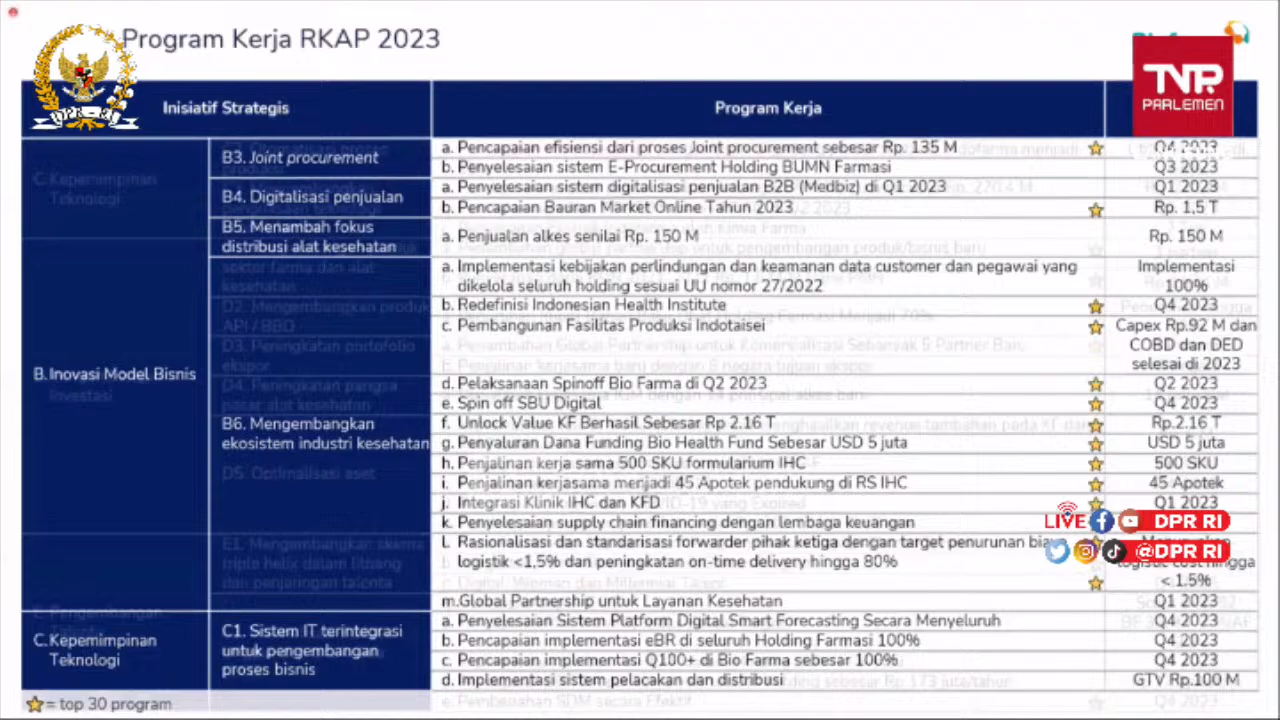 Program Kerja RKAP 2023
DPR-RI
TVR
PARLEMEN
Inisiatif Strategis
Program Kerja
B. Inovasi Model Bisnis
B3. Joint procurement
a. Pencapaian efisiensi dari proses Joint procurement sebesar Rp. 135 M
Q4 2023
b. Penyelesaian sistem E-Procurement Holding BUMN Farmasi
Q3 2023
B4. Digitalisasi penjualan
a. Penyelesaian sistem digitalisasi penjualan B2B (Medbiz) di Q1 2023
Q1 2023
b. Pencapaian Bauran Market Online Tahun 2023
Rp. 1,5 T
B5. Menambah fokus
distribusi alat kesehatan
a. Penjualan alkes senilai Rp. 150 M
Rp. 150 M
B6. Mengembangkan
ekosistem industri kesehatan
a. Implementasi kebijakan perlindungan dan keamanan data customer dan pegawai yang
dikelola seluruh holding sesuai UU nomor 27/2022
Implementasi
100%
b. Redefinisi Indonesian Health Institute
Q4 2023
c. Pembangunan Fasilitas Produksi Indotaisei
Capex Rp.92 M dan
COBD dan DED
selesai di 2023
d. Pelaksanaan Spinoff Bio Farma di Q2 2023
Q2 2023
e. Spin off SBU Digital
Q4 2023
f. Unlock Value KF Berhasil Sebesar Rp 2.16 T
Rp.2.16 T
g. Penyaluran Dana Funding Bio Health Fund Sebesar USD 5 juta
USD 5 juta
h. Penjalinan kerja sama 500 SKU formularium IHC
500 SKU
i. Penjalinan kerjasama menjadi 45 Apotek pendukung di RS IHC
45 Apotek
j. Integrasi Klinik IHC dan KFD
Q1 2023
k. Penyelesaian supply chain financing dengan lembaga keuangan
LIVE DPR RI
l. Rasionalisasi dan standarisasi forwarder pihak ketiga dengan target penurunan
logistik <1,5% dan peningkatan on-time delivery hingga 80%
@DPR RI
logistic cost hingga
< 1.5%
m.Global Partnership untuk Layanan Kesehatan
Q1 2023
C. Kepemimpinan
Teknologi
C1. Sistem IT terintegrasi
untuk pengembangan
proses bisnis
a. Penyelesaian Sistem Platform Digital Smart Forecasting Secara Menyeluruh
Q4 2023
b. Pencapaian implementasi eBR di seluruh Holding Farmasi 100%
Q4 2023
c. Pencapaian implementasi Q100+ di Bio Farma sebesar 100%
Q4 2023
d. Implementasi sistem pelacakan dan distribusi
GTV Rp.100 M
= top 30 program